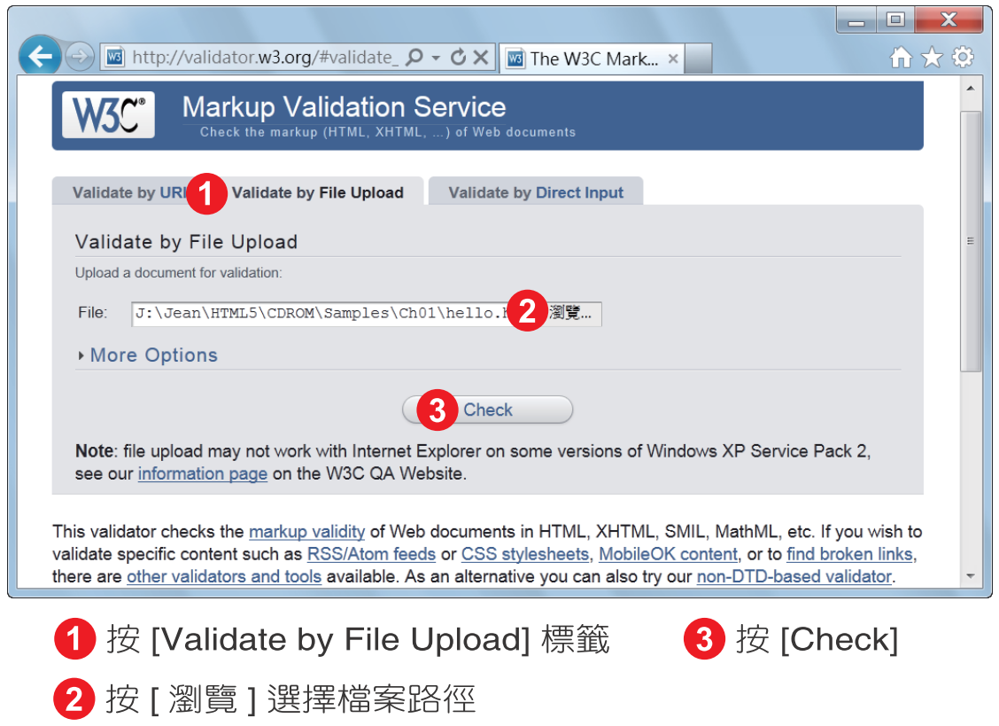 http://validator.w3.org/#validate_
The W3C Mark...
W3C®
Markup Validation Service
Check the markup (HTML, XHTML, …) of Web documents
Validate by URI 1 Validate by File Upload Validate by Direct Input
Validate by File Upload
Upload a document for validation:
File: J:\Jean\HTML5\CDROM\Samples\Ch01\hello.h 2 瀏覽...
More Options
3 Check
Note: file upload may not work with Internet Explorer on some versions of Windows XP Service Pack 2,
see our information page on the W3C QA Website.
This validator checks the markup validity of Web documents in HTML, XHTML, SMIL, MathML, etc. If you wish to
validate specific content such as RSS/Atom feeds or CSS stylesheets, MobileOK content, or to find broken links,
there are other validators and tools available. As an alternative you can also try our non-DTD-based validator.
1 按 [Validate by File Upload] 標籤
3 按 [Check]
2 按 [ 瀏覽 ] 選擇檔案路徑